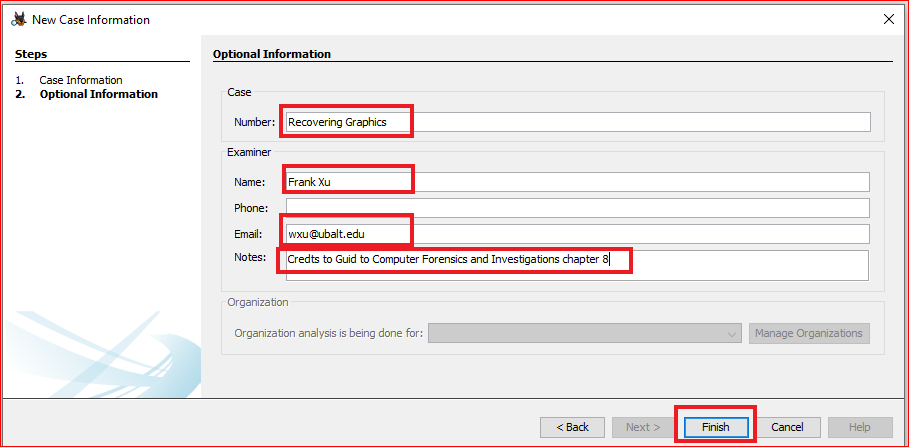 New Case Information
Steps
1. Case Information
2. Optional Information
Optional Information
Case
Number: Recovering Graphics
Examiner
Name: Frank Xu
Phone:
Email: wxu@ubalt.edu
Notes: Credts to Guid to Computer Forensics and Investigations chapter 8
Organization
Organization analysis is being done for: Manage Organizations
< Back Next > Finish Cancel Help